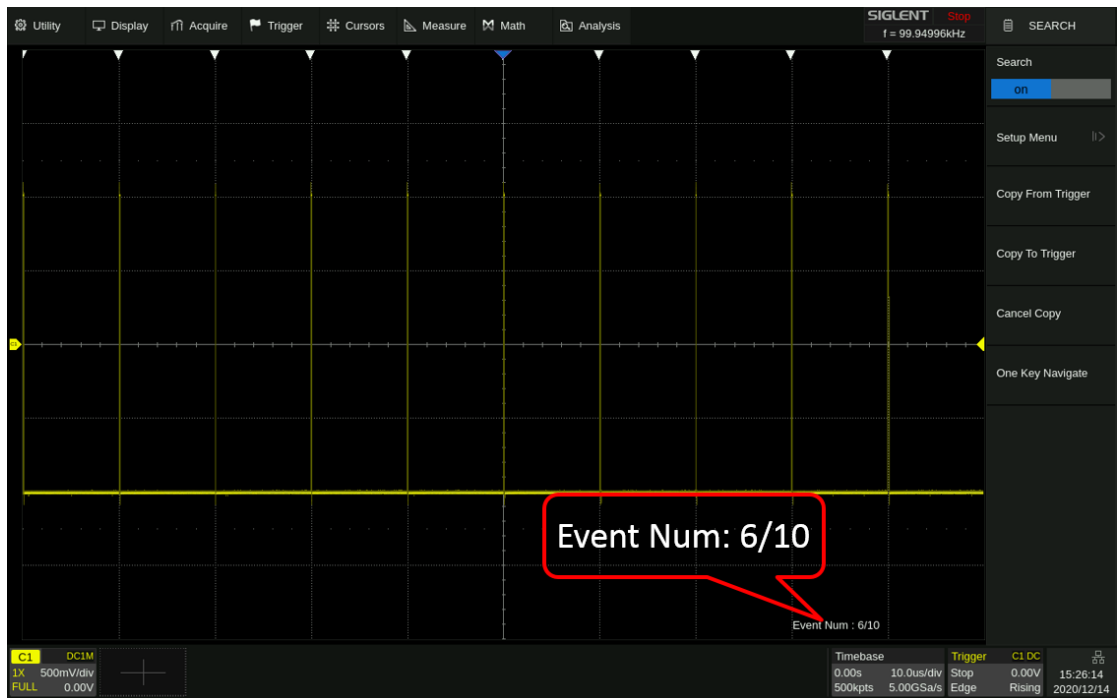 Utility Display Acquire Trigger Cursors Measure Math Analysis
SIGLENT Stop
f = 99.94996kHz
SEARCH
Search
on
Setup Menu
Copy From Trigger
Copy To Trigger
Cancel Copy
One Key Navigate
C1
Event Num: 6/10
Event Num : 6/10
C1 DC1M
1X 500mV/div
FULL 0.00V
Timebase
0.00s 10.0us/div
500kpts 5.00GSa/s
Trigger C1 DC
Stop 0.00V
Edge Rising
15:26:14
2020/12/14